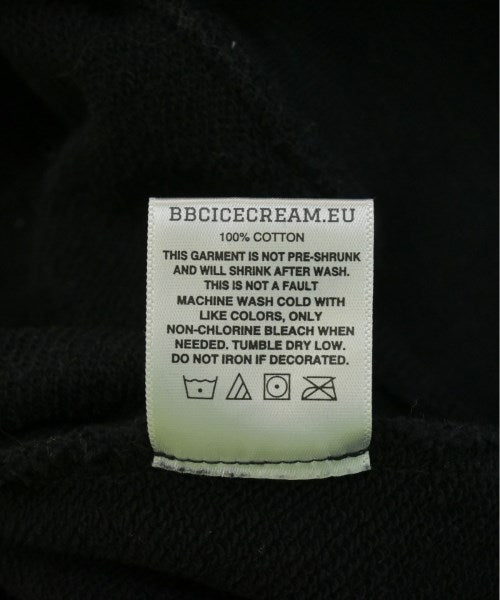 BBCICECREAM.EU
100% COTTON
THIS GARMENT IS NOT PRE-SHRUNK
AND WILL SHRINK AFTER WASH.
THIS IS NOT A FAULT
MACHINE WASH COLD WITH
LIKE COLORS, ONLY
NON-CHLORINE BLEACH WHEN
NEEDED. TUMBLE DRY LOW.
DO NOT IRON IF DECORATED.